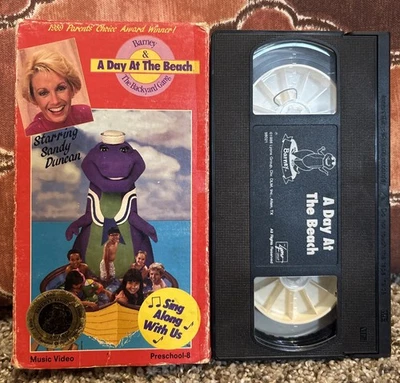 1989 Parents' Choice Award Winner!
Barney
&
A Day At The Beach
The Backyard Gang
Starring
Sandy
Duncan
Sing
Along
With Us
Music Video
Preschool-8
Barney
A Day At
The Beach
All Rights Reserved